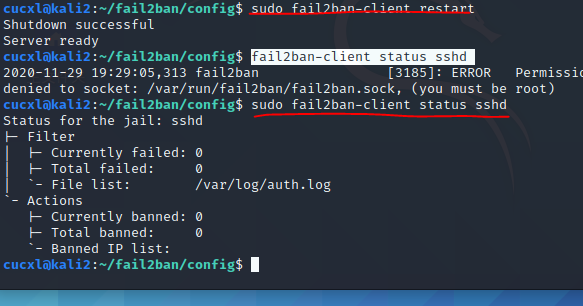 cucxl@kali2:~/fail2ban/config$ sudo fail2ban-client restart
Shutdown successful
Server ready
cucxl@kali2:~/fail2ban/config$ fail2ban-client status sshd
2020-11-29 19:29:05,313 fail2ban                [3185]: ERROR   Permissio
denied to socket: /var/run/fail2ban/fail2ban.sock, (you must be root)
cucxl@kali2:~/fail2ban/config$ sudo fail2ban-client status sshd
Status for the jail: sshd
├─ Filter
│  ├─ Currently failed: 0
│  ├─ Total failed:     0
│  `- File list:        /var/log/auth.log
`- Actions
   ├─ Currently banned: 0
   ├─ Total banned:     0
   `- Banned IP list:
cucxl@kali2:~/fail2ban/config$